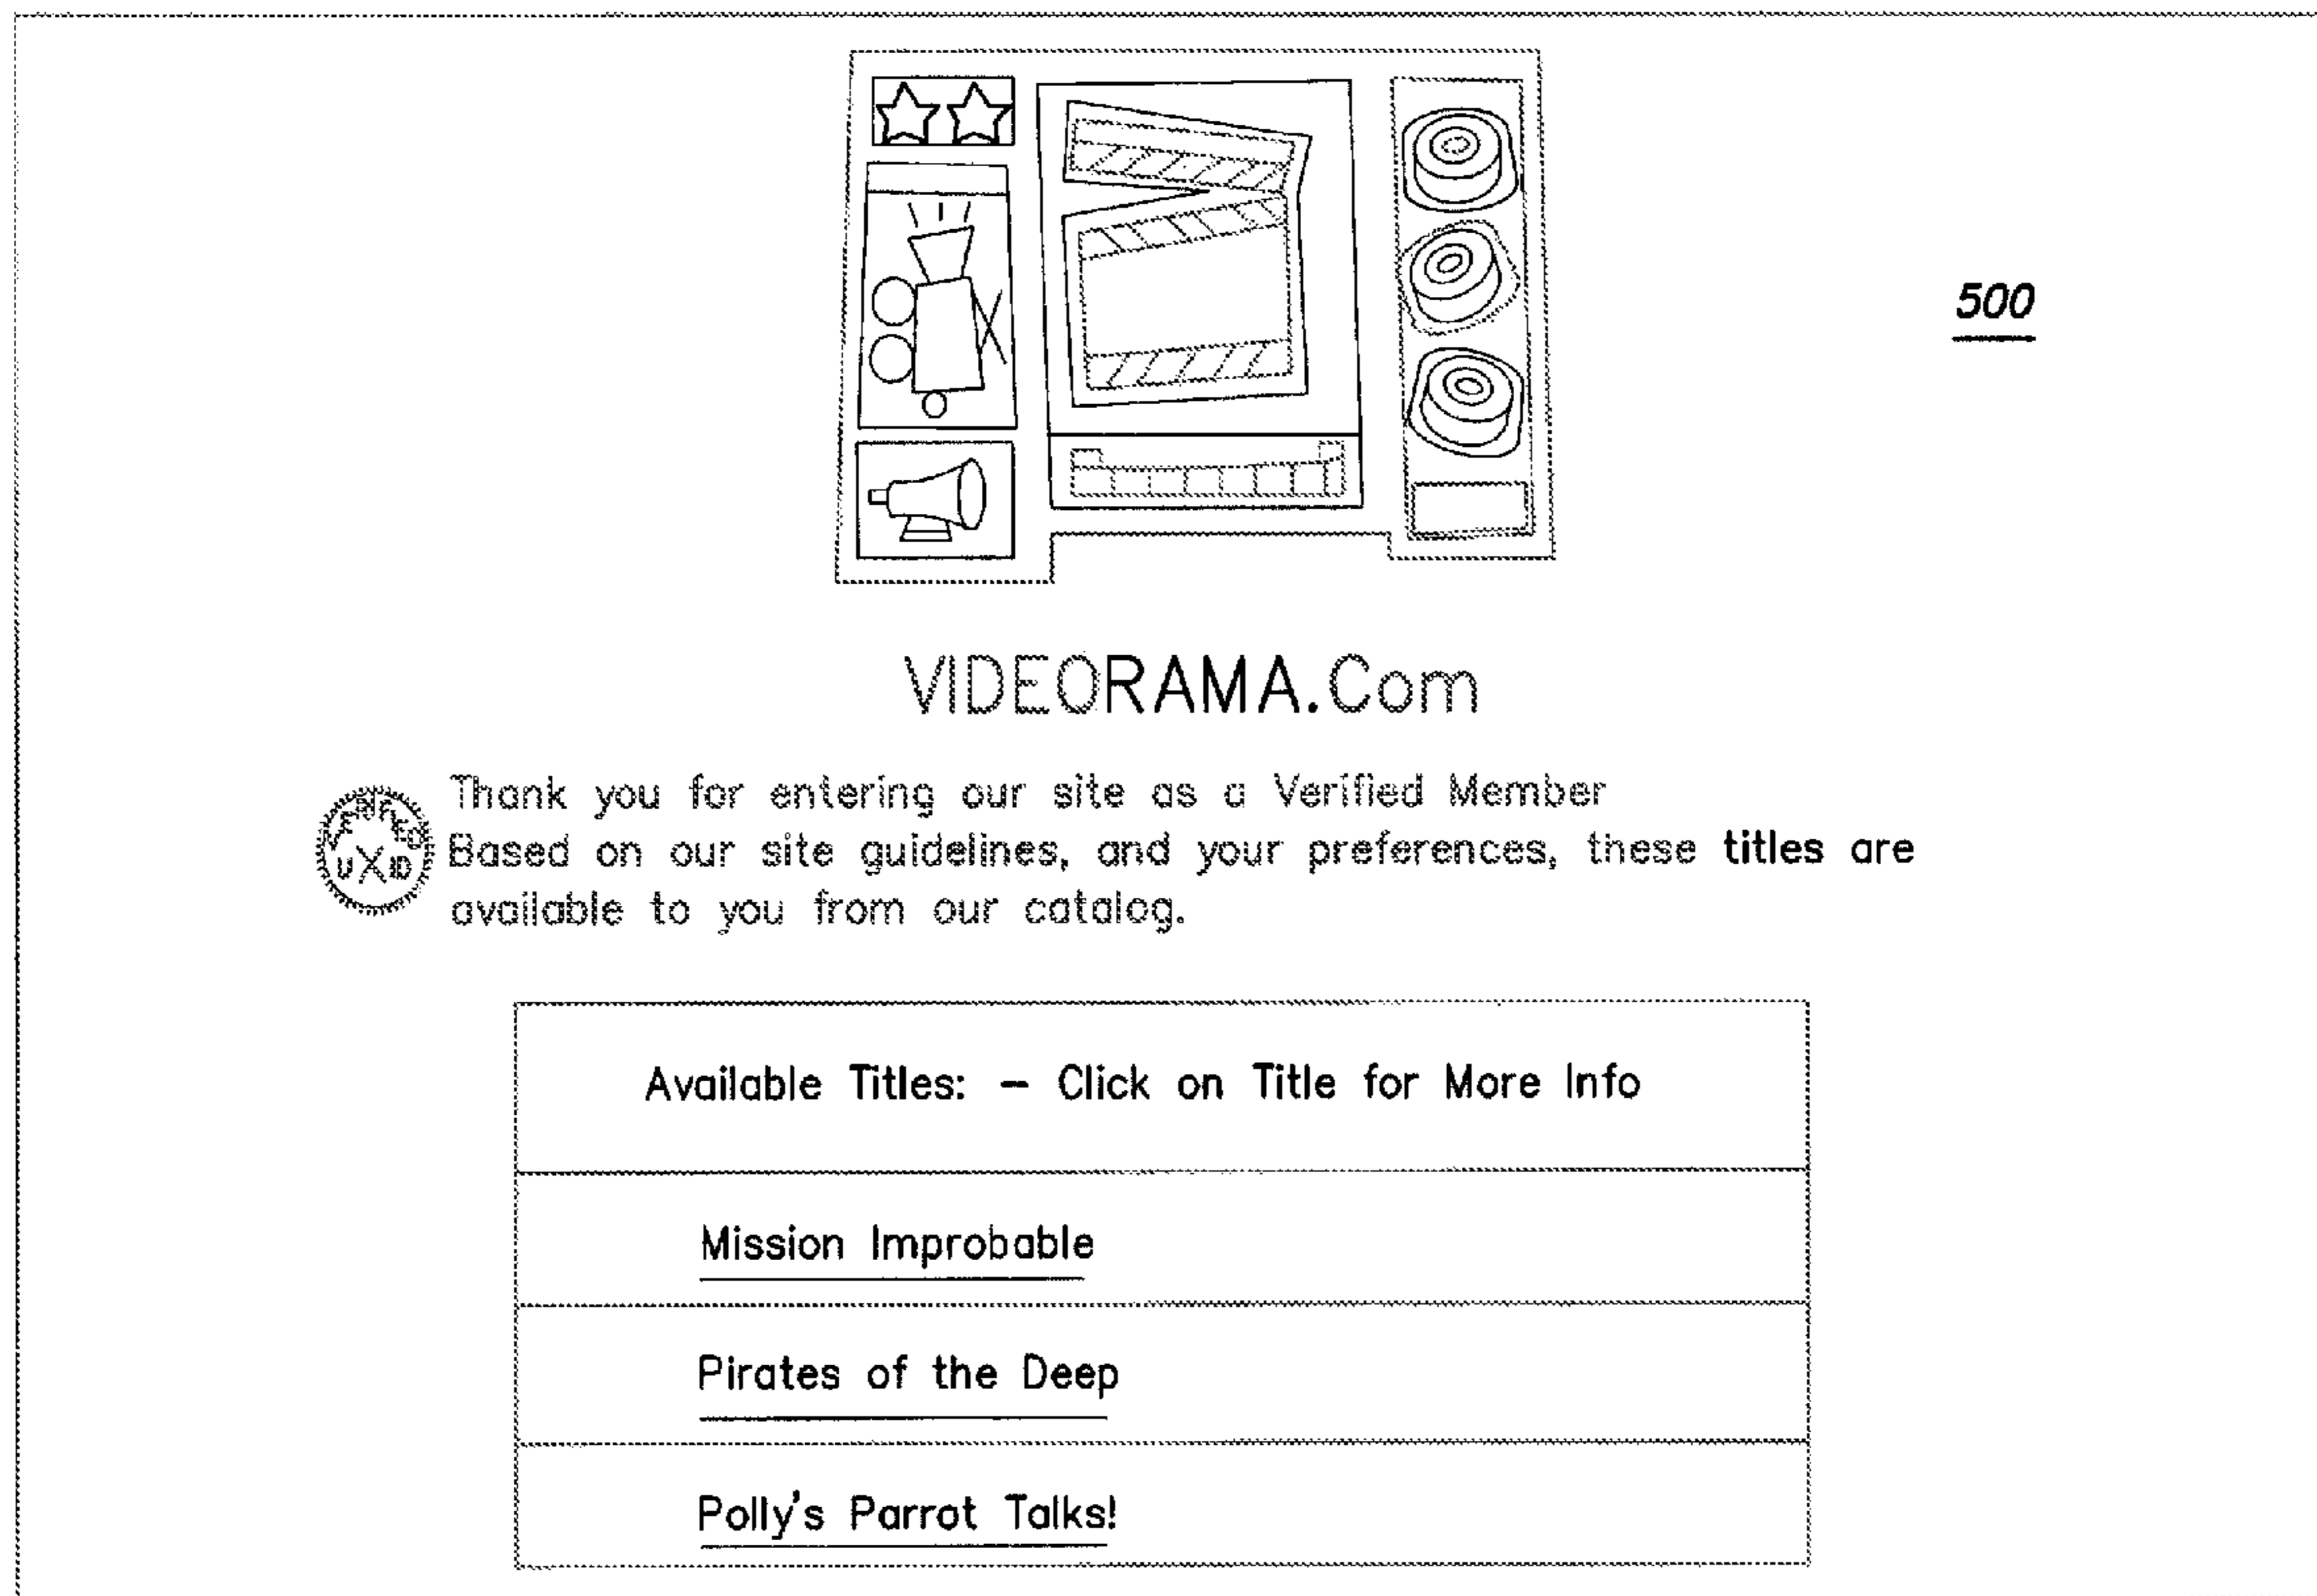 500
VIDEORAMA.Com
VERIFIED
U X ID
Thank you for entering our site as a Verified Member
Based on our site guidelines, and your preferences, these titles are
available to you from our catalog.
Available Titles: – Click on Title for More Info
Mission Improbable
Pirates of the Deep
Polly's Parrot Talks!